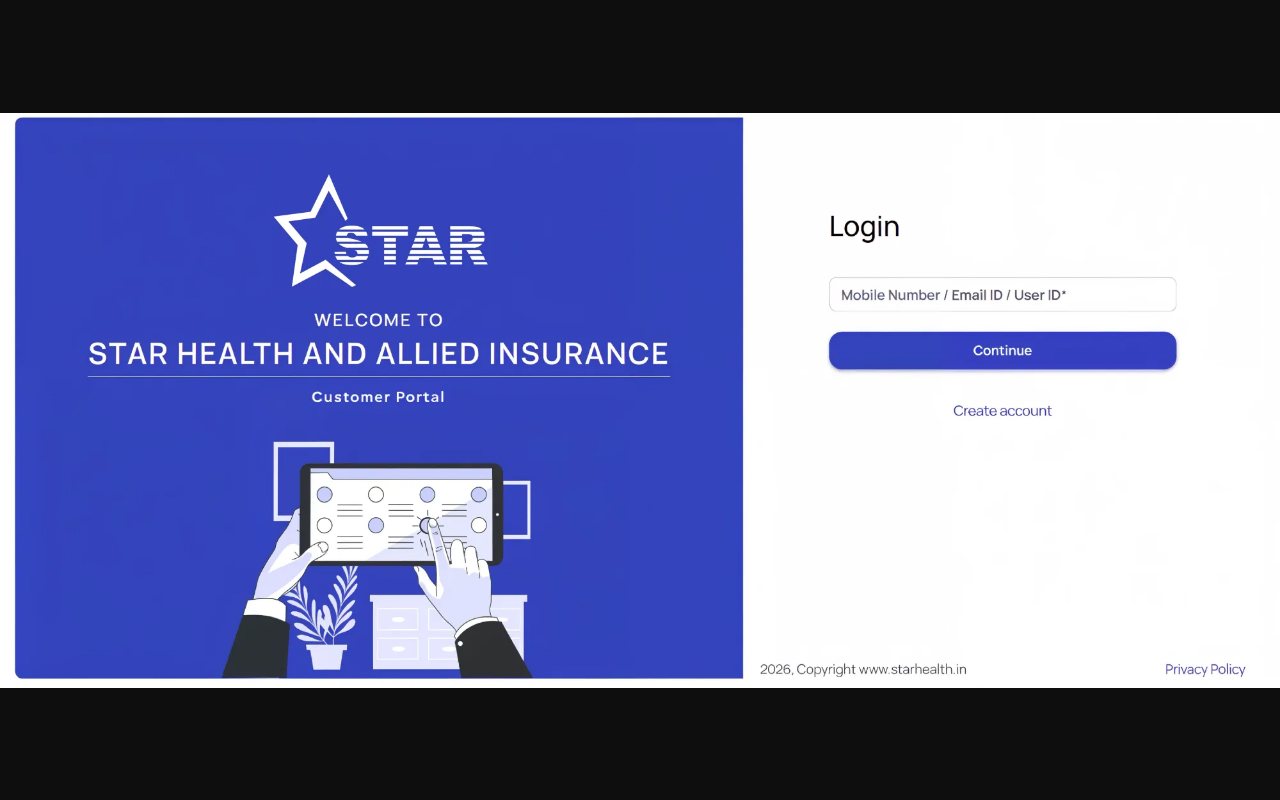 STAR
WELCOME TO
STAR HEALTH AND ALLIED INSURANCE
Customer Portal
Login
Mobile Number / Email ID / User ID*
Continue
Create account
2026, Copyright www.starhealth.in
Privacy Policy